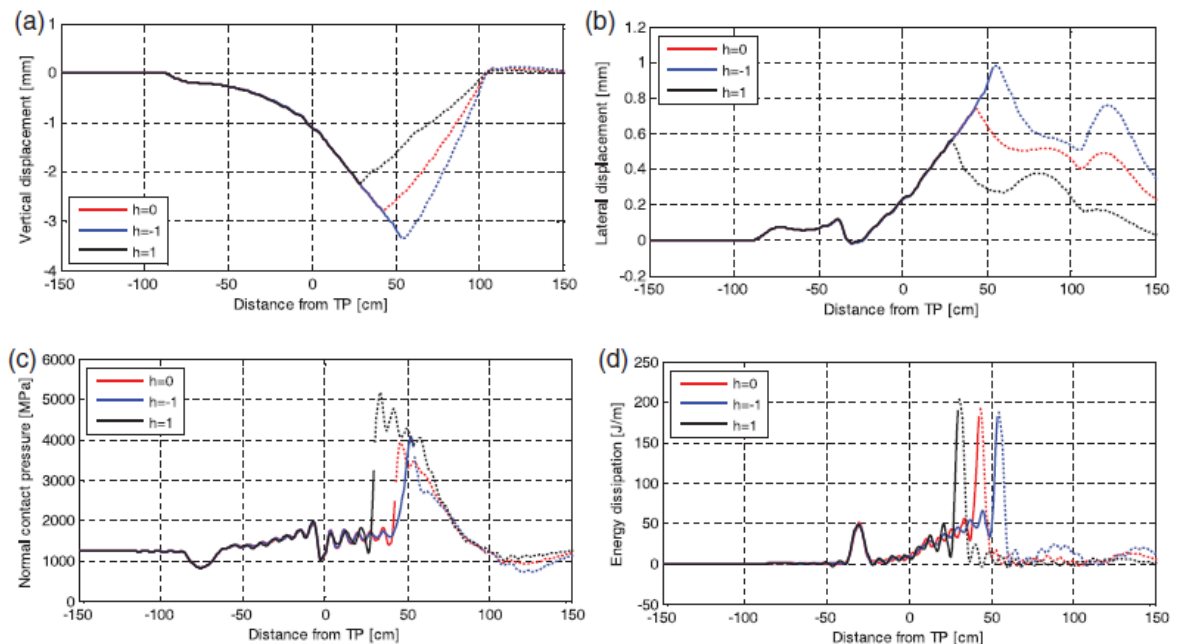 (a)
Vertical displacement [mm]
1
0
-1
-2
-3
-4
h=0
h=-1
h=1
-150 -100 -50 0 50 100 150
Distance from TP [cm]
(b)
Lateral displacement [mm]
1.2
1
0.8
0.6
0.4
0.2
0
-0.2
h=0
h=-1
h=1
-150 -100 -50 0 50 100 150
Distance from TP [cm]
(c)
Normal contact pressure [MPa]
6000
5000
4000
3000
2000
1000
0
h=0
h=-1
h=1
-150 -100 -50 0 50 100 150
Distance from TP [cm]
(d)
Energy dissipation [J/m]
250
200
150
100
50
0
-50
h=0
h=-1
h=1
-150 -100 -50 0 50 100 150
Distance from TP [cm]